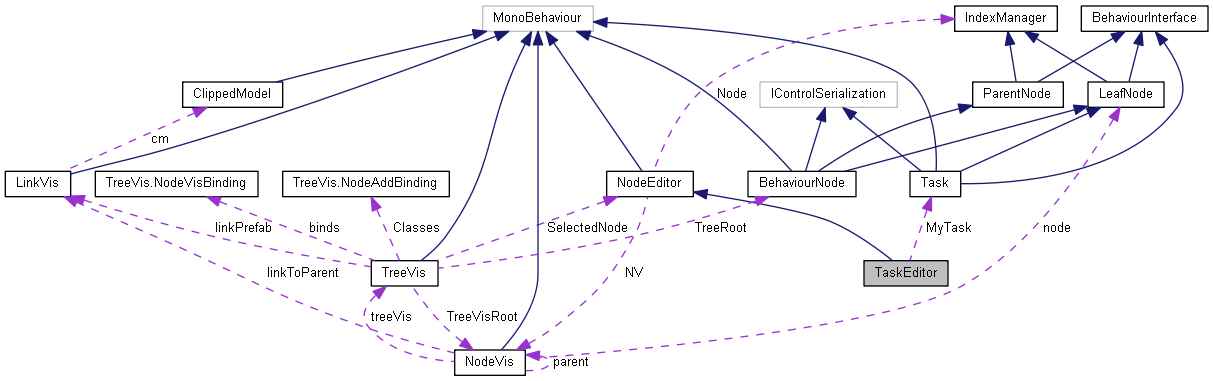 MonoBehaviour
IndexManager
BehaviourInterface
ClippedModel
Node
IControlSerialization
ParentNode
LeafNode
cm
LinkVis
TreeVis.NodeVisBinding
TreeVis.NodeAddBinding
NodeEditor
BehaviourNode
Task
linkPrefab
binds
Classes
SelectedNode
TreeRoot
MyTask
node
linkToParent
TreeVis
NV
TaskEditor
treeVis
TreeVisRoot
NodeVis
parent